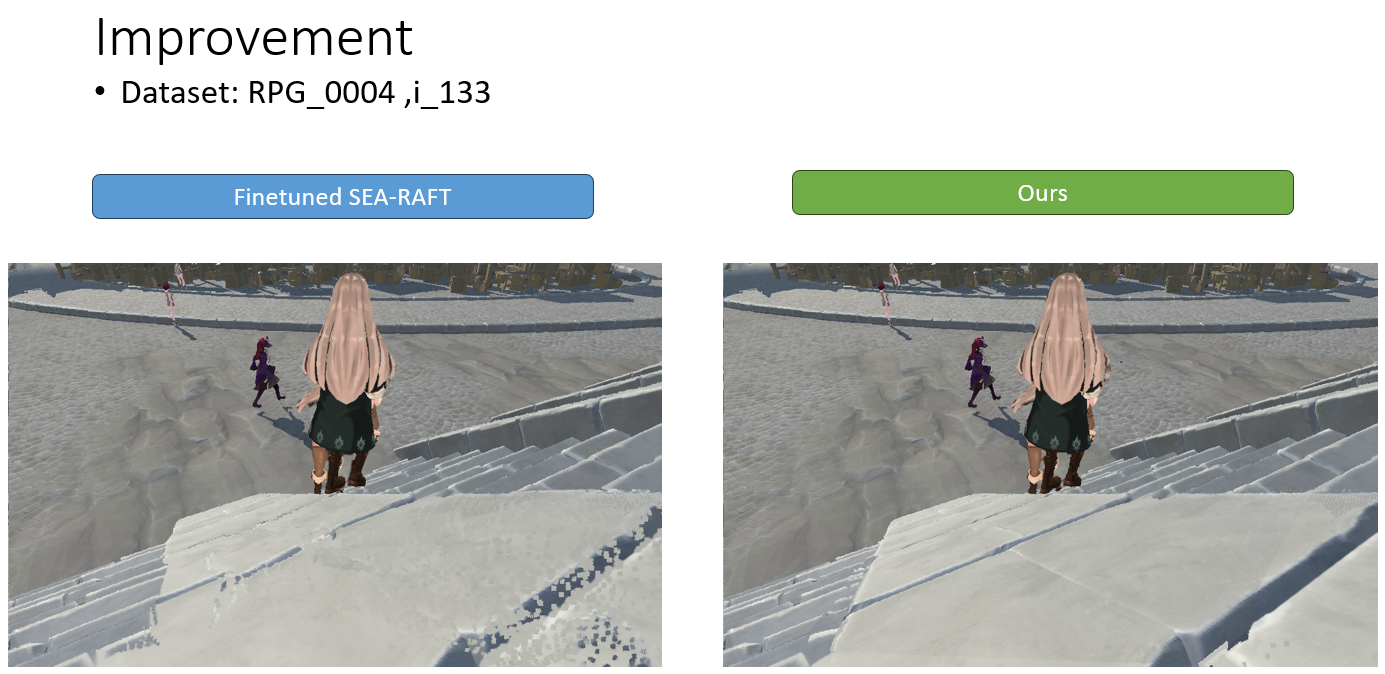 Improvement
• Dataset: RPG_0004 ,i_133
Finetuned SEA-RAFT
Ours